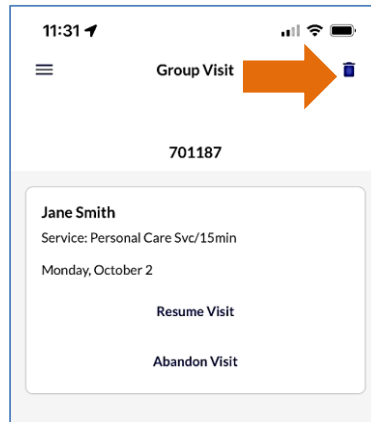 11:31
Group Visit
701187
Jane Smith
Service: Personal Care Svc/15min
Monday, October 2
Resume Visit
Abandon Visit